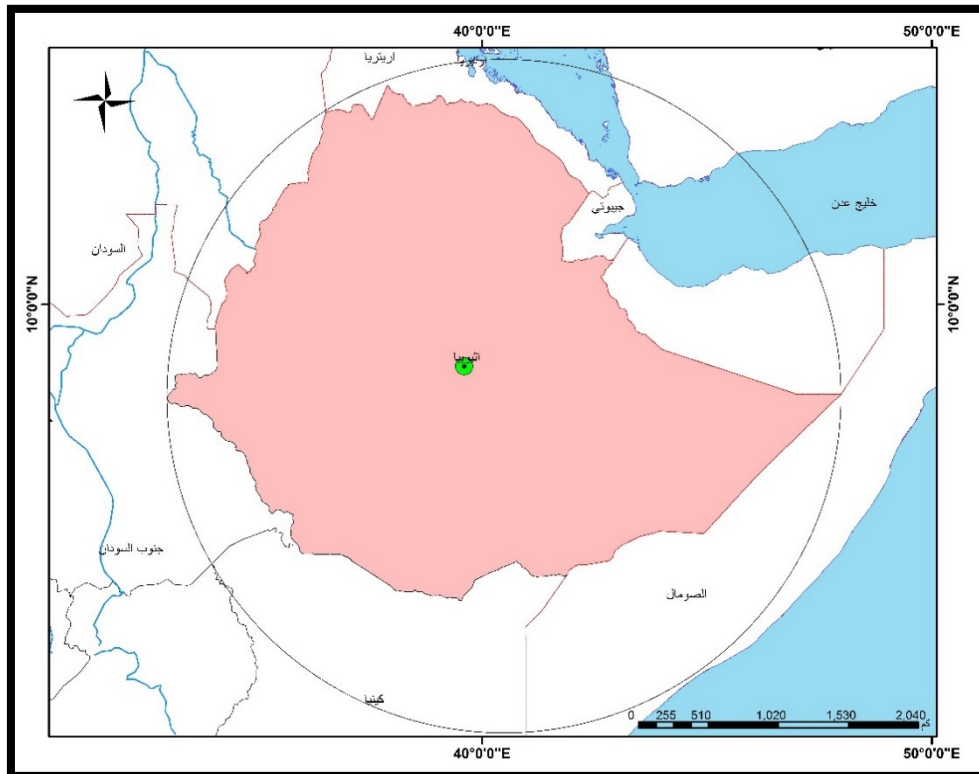 40°0'0"E
50°0'0"E
اريتريا
جيبوتي
خليج عدن
السودان
10°0'0"N
10°0'0"N
اثيوبيا
جنوب السودان
الصومال
كينيا
0 255 510 1,020 1,530 2,040
كم
40°0'0"E
50°0'0"E